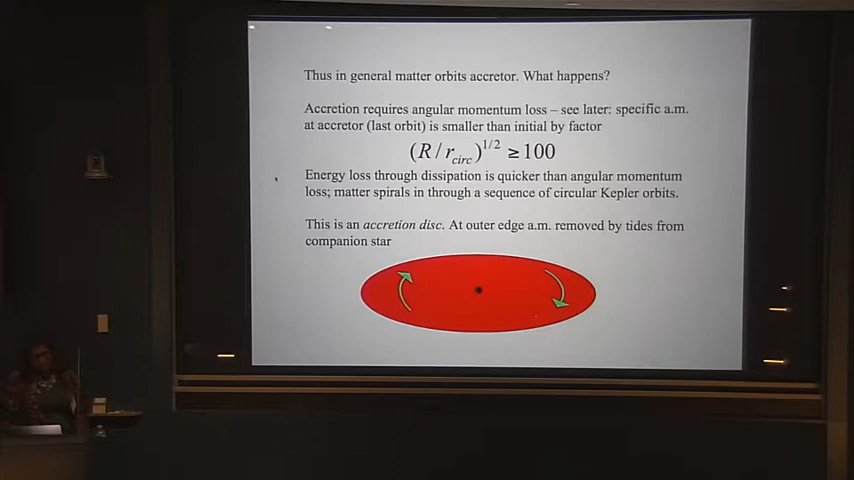 Thus in general matter orbits accretor. What happens?
Accretion requires angular momentum loss – see later: specific a.m.
at accretor (last orbit) is smaller than initial by factor
(R / r_circ)^1/2 ≥ 100
Energy loss through dissipation is quicker than angular momentum
loss; matter spirals in through a sequence of circular Kepler orbits.
This is an accretion disc. At outer edge a.m. removed by tides from
companion star